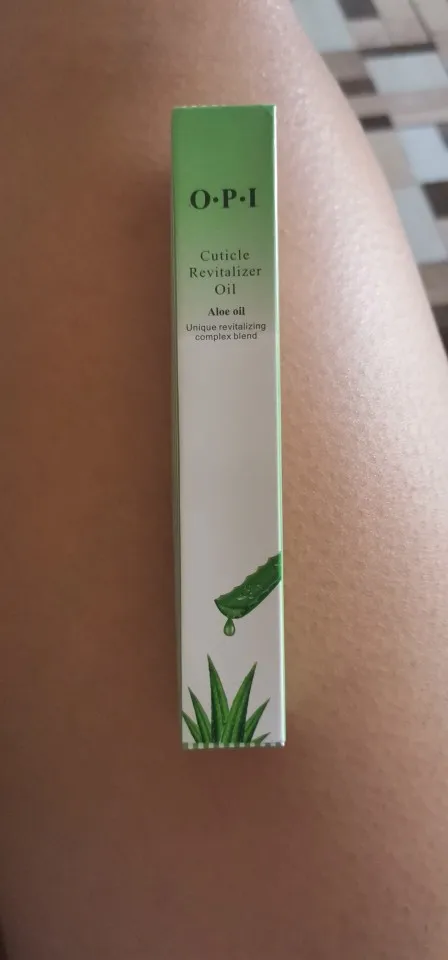 O·P·I
Cuticle
Revitalizer
Oil
Aloe oil
Unique revitalizing
complex blend